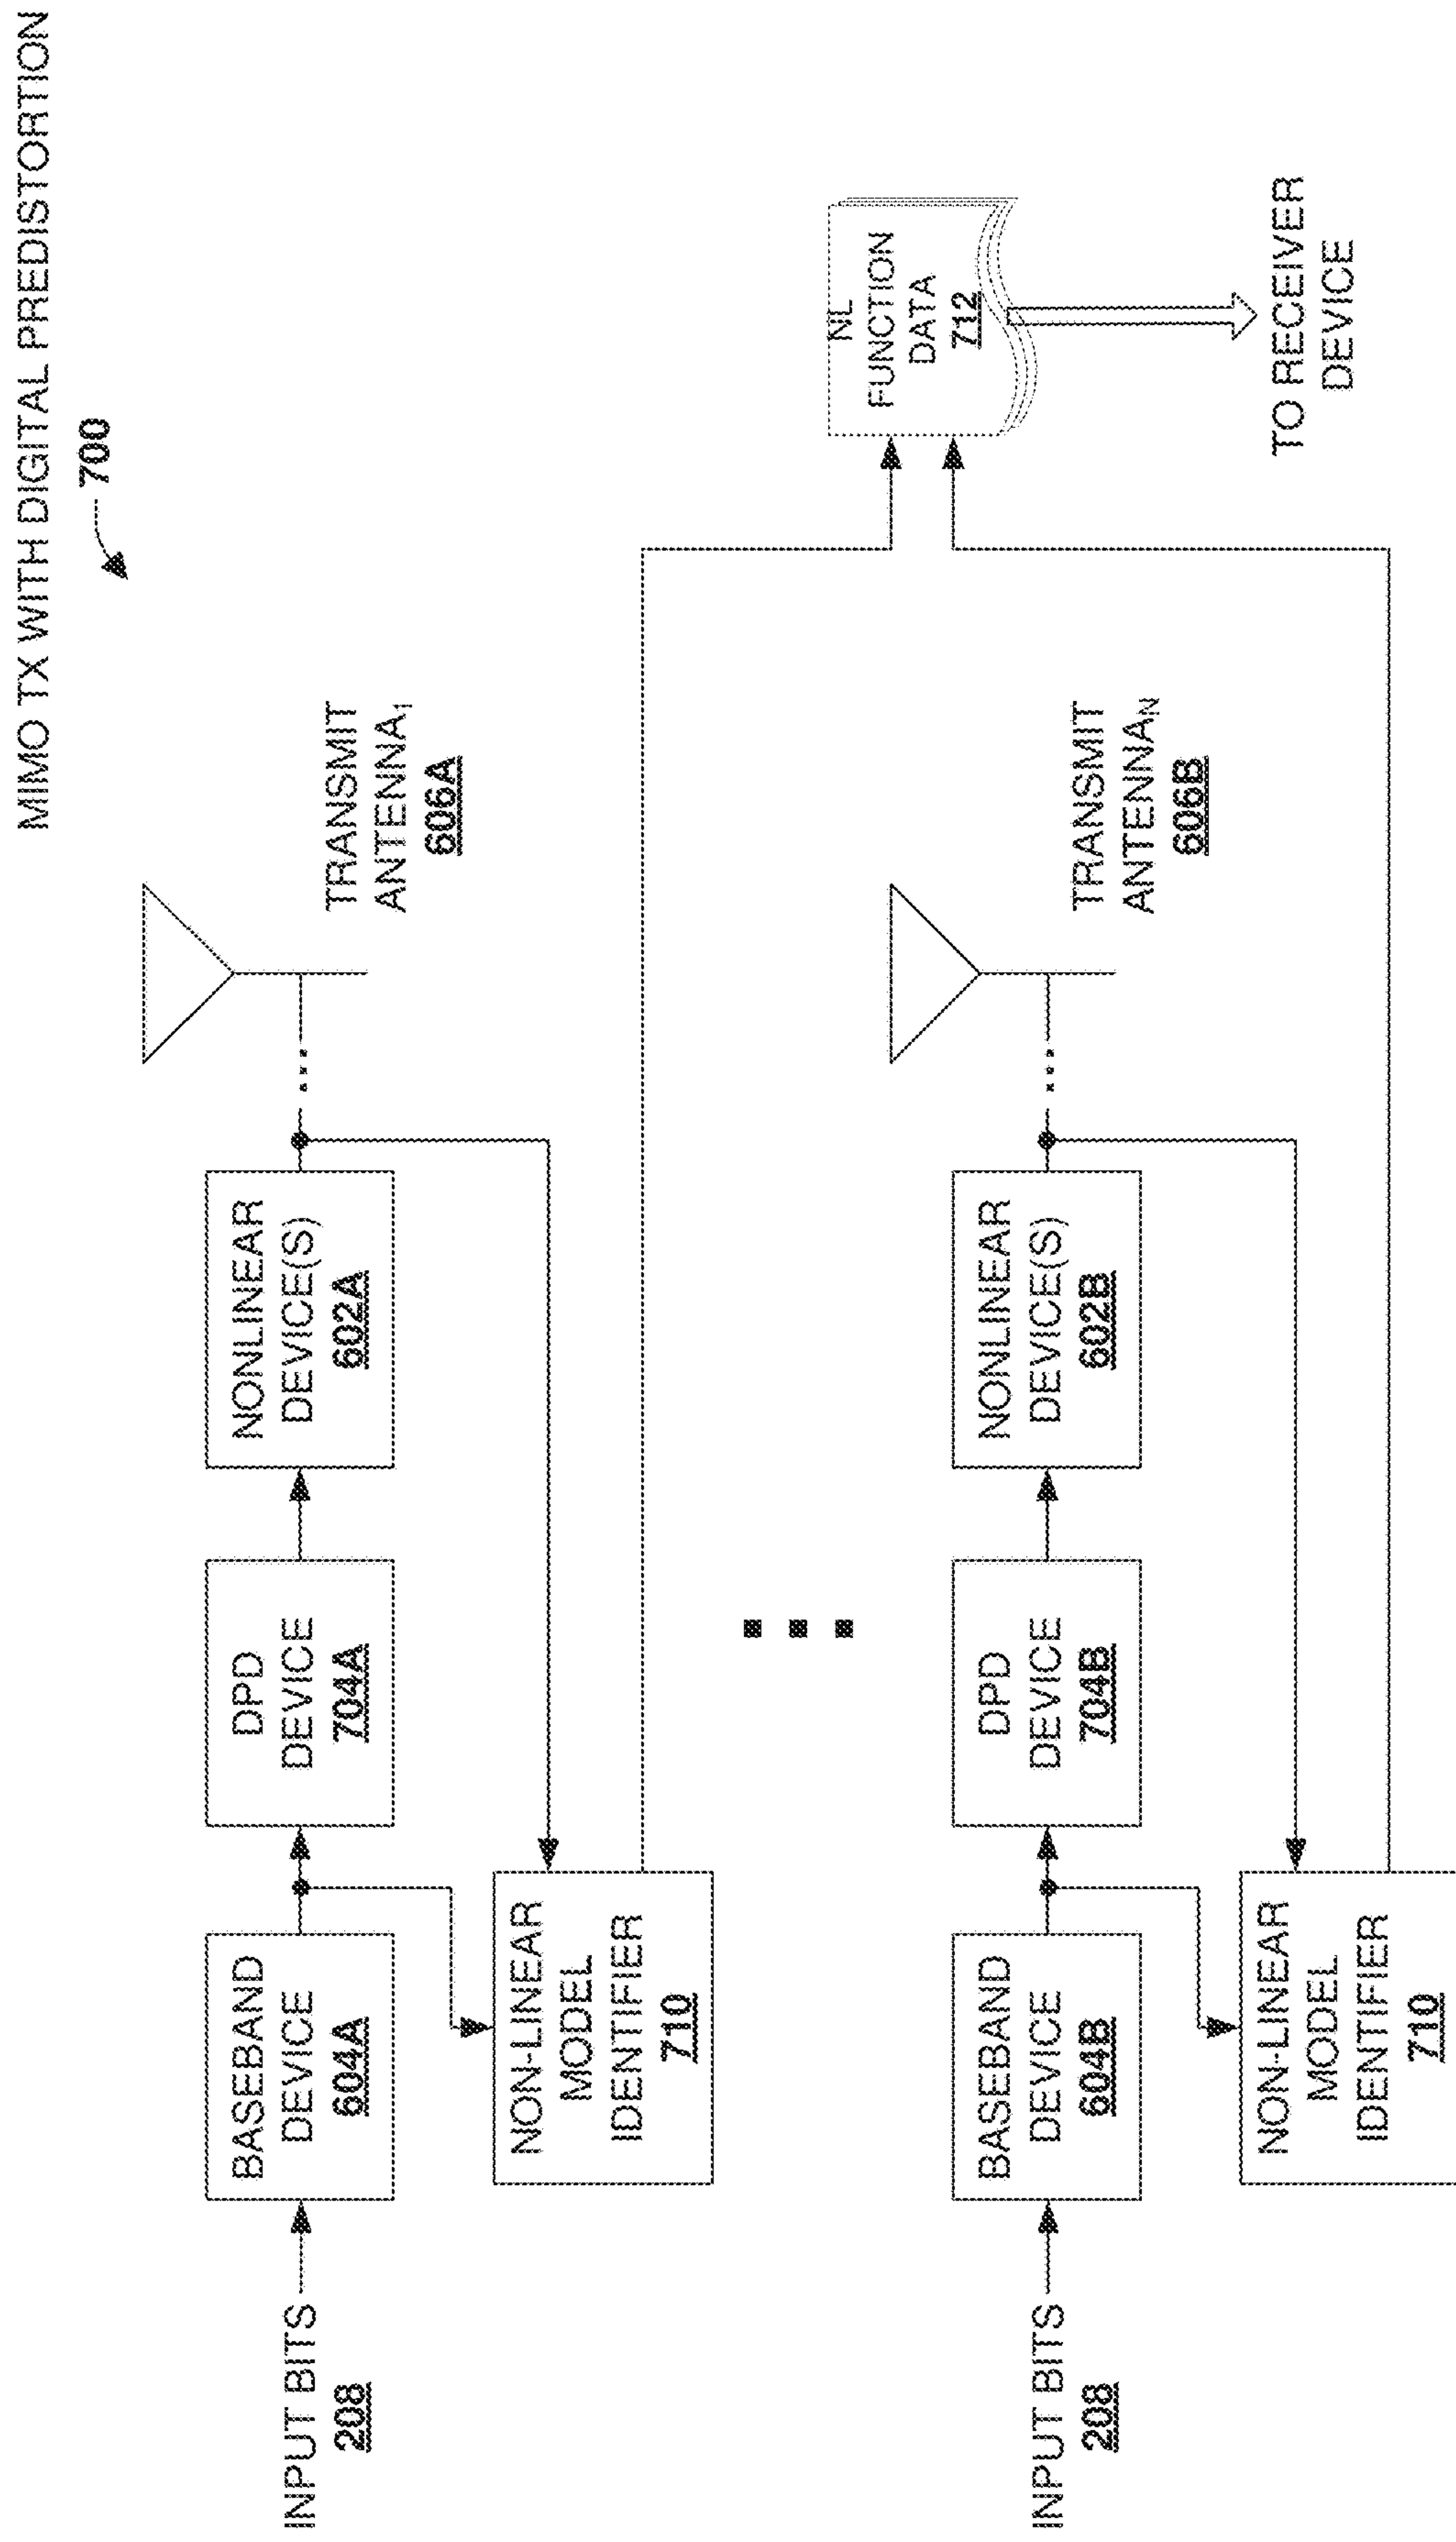 MIMO TX WITH DIGITAL PREDISTORTION
700
INPUT BITS
208
BASEBAND
DEVICE
604A
DPD
DEVICE
704A
NONLINEAR
DEVICE(S)
602A
TRANSMIT
ANTENNA1
606A
NON-LINEAR
MODEL
IDENTIFIER
710
NL
FUNCTION
DATA
712
TO RECEIVER
DEVICE
INPUT BITS
208
BASEBAND
DEVICE
604B
DPD
DEVICE
704B
NONLINEAR
DEVICE(S)
602B
TRANSMIT
ANTENNAN
606B
NON-LINEAR
MODEL
IDENTIFIER
710